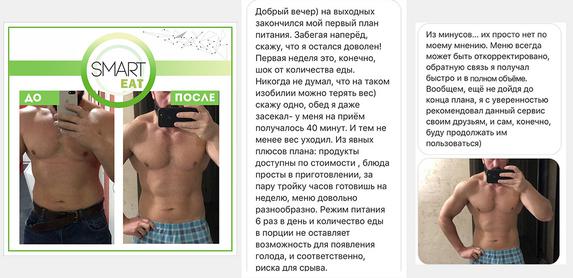 SMART
EAT
ДО
ПОСЛЕ
Добрый вечер) на выходных
закончился мой первый план
питания. Забегая наперёд,
скажу, что я остался доволен!
Первая неделя это, конечно,
шок от количества еды.
Никогда не думал, что на таком
изобилии можно терять вес)
скажу одно, обед я даже
засекал- у меня на приём
получалось 40 минут. И тем не
менее вес уходил. Из явных
плюсов плана: продукты
доступны по стоимости , блюда
просты в приготовлении, за
пару тройку часов готовишь на
неделю, меню довольно
разнообразно. Режим питания
6 раз в день и количество еды
в порции не оставляет
возможность для появления
голода, и соответственно,
риска для срыва.
Из минусов... их просто нет по
моему мнению. Меню всегда
может быть откорректировано,
обратную связь я получал
быстро и в полном объёме.
Вообщем, ещё не дойдя до
конца плана, я с уверенностью
рекомендовал данный сервис
своим друзьям, и сам, конечно,
буду продолжать им
пользоваться)